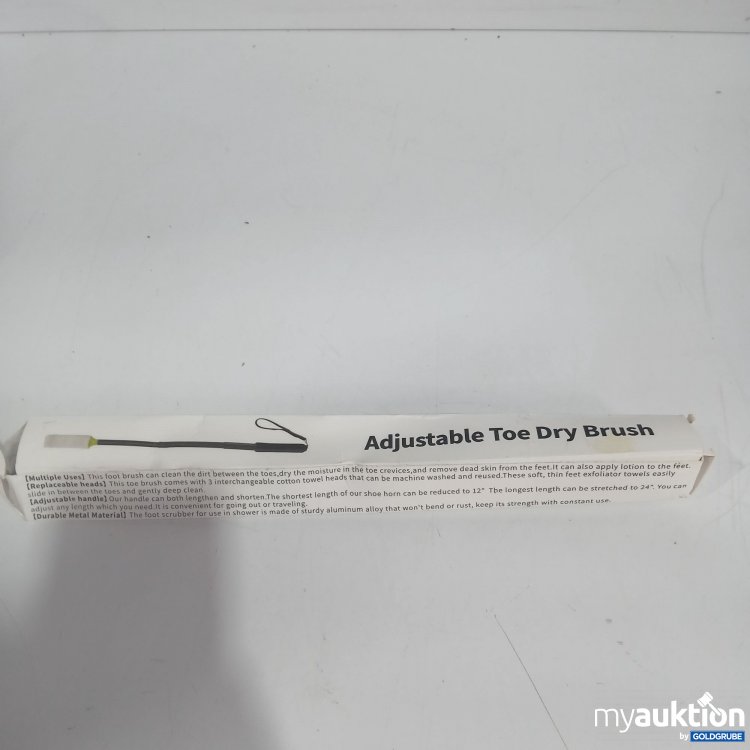 Adjustable Toe Dry Brush
[Multiple Uses] This foot brush can clean the dirt between the toes,dry the moisture in the toe crevices,and remove dead skin from the feet.It can also apply lotion to the feet.
[Replaceable heads] This toe brush comes with 3 interchangeable cotton towel heads that can be machine washed and reused.These soft, thin feet exfoliator towels easily
slide in between the toes and gently deep clean.
[Adjustable handle] Our handle can both lengthen and shorten.The shortest length of our shoe horn can be reduced to 12" The longest length can be stretched to 24". You can
adjust any length which you need.It is convenient for going out or traveling.
[Durable Metal Material] The foot scrubber for use in shower is made of sturdy aluminum alloy that won't bend or rust, keep its strength with constant use.
myauktion
by GOLDGRUBE